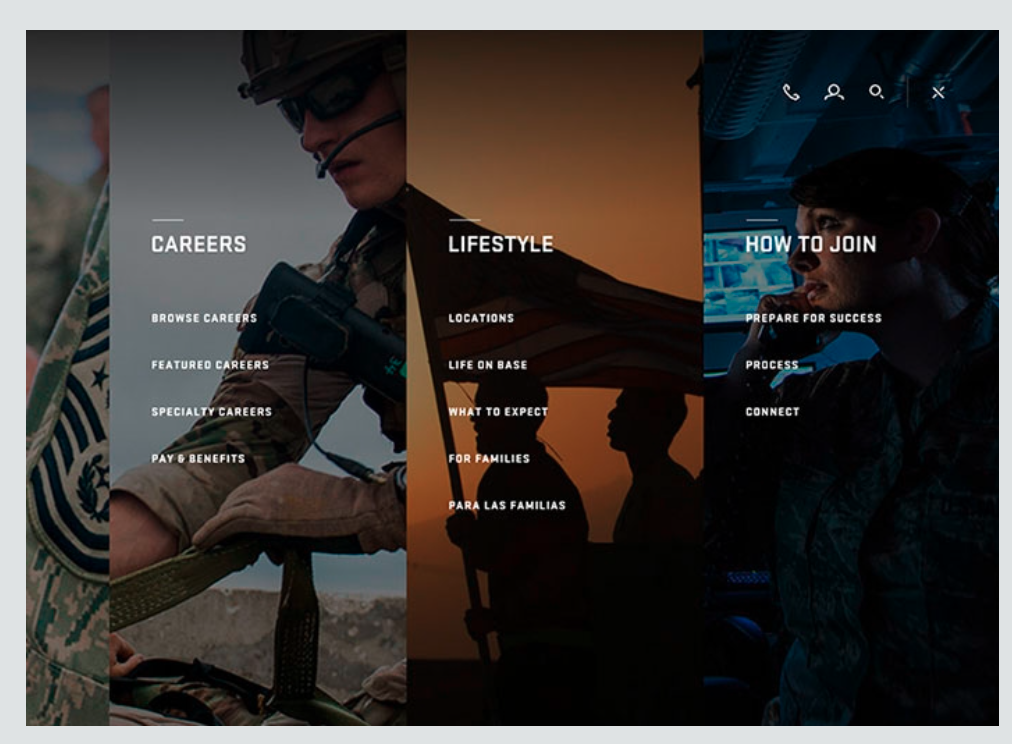 CAREERS
BROWSE CAREERS
FEATURED CAREERS
SPECIALTY CAREERS
PAY & BENEFITS
LIFESTYLE
LOCATIONS
LIFE ON BASE
WHAT TO EXPECT
FOR FAMILIES
PARA LAS FAMILIAS
HOW TO JOIN
PREPARE FOR SUCCESS
PROCESS
CONNECT